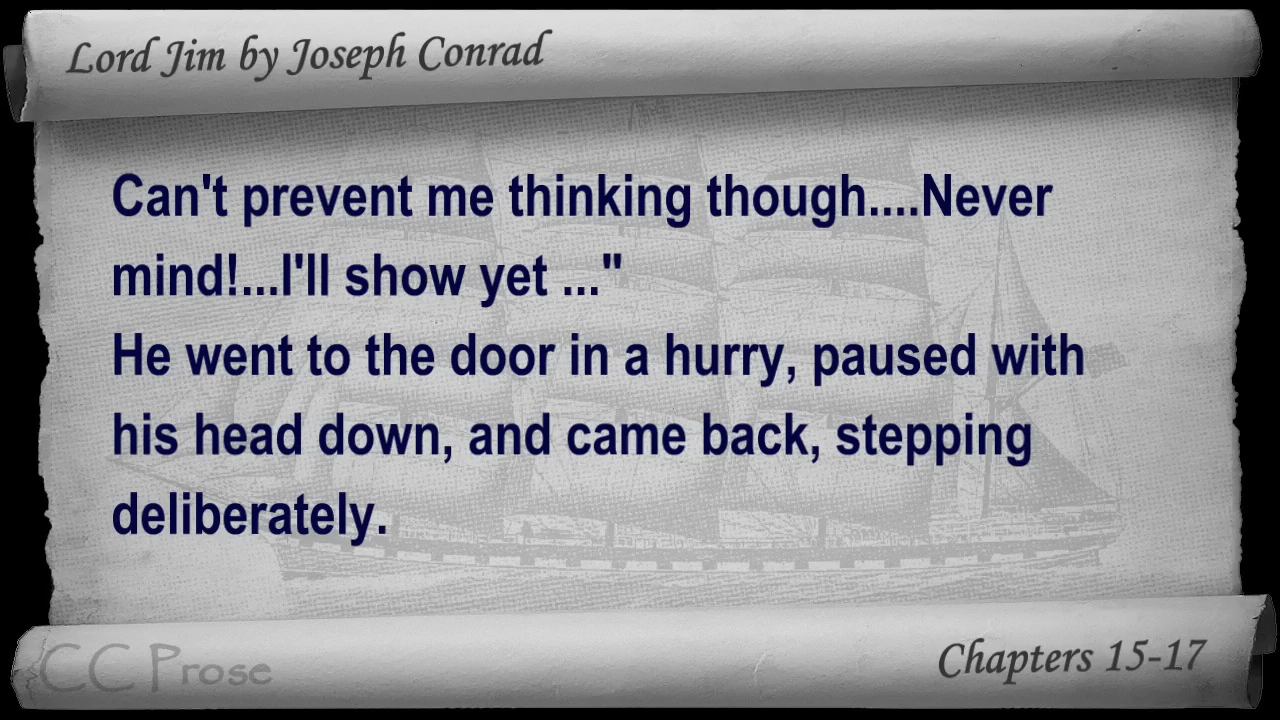 Lord Jim by Joseph Conrad
Can't prevent me thinking though....Never
mind!...I'll show yet ..."
He went to the door in a hurry, paused with
his head down, and came back, stepping
deliberately.
CC Prose
Chapters 15-17